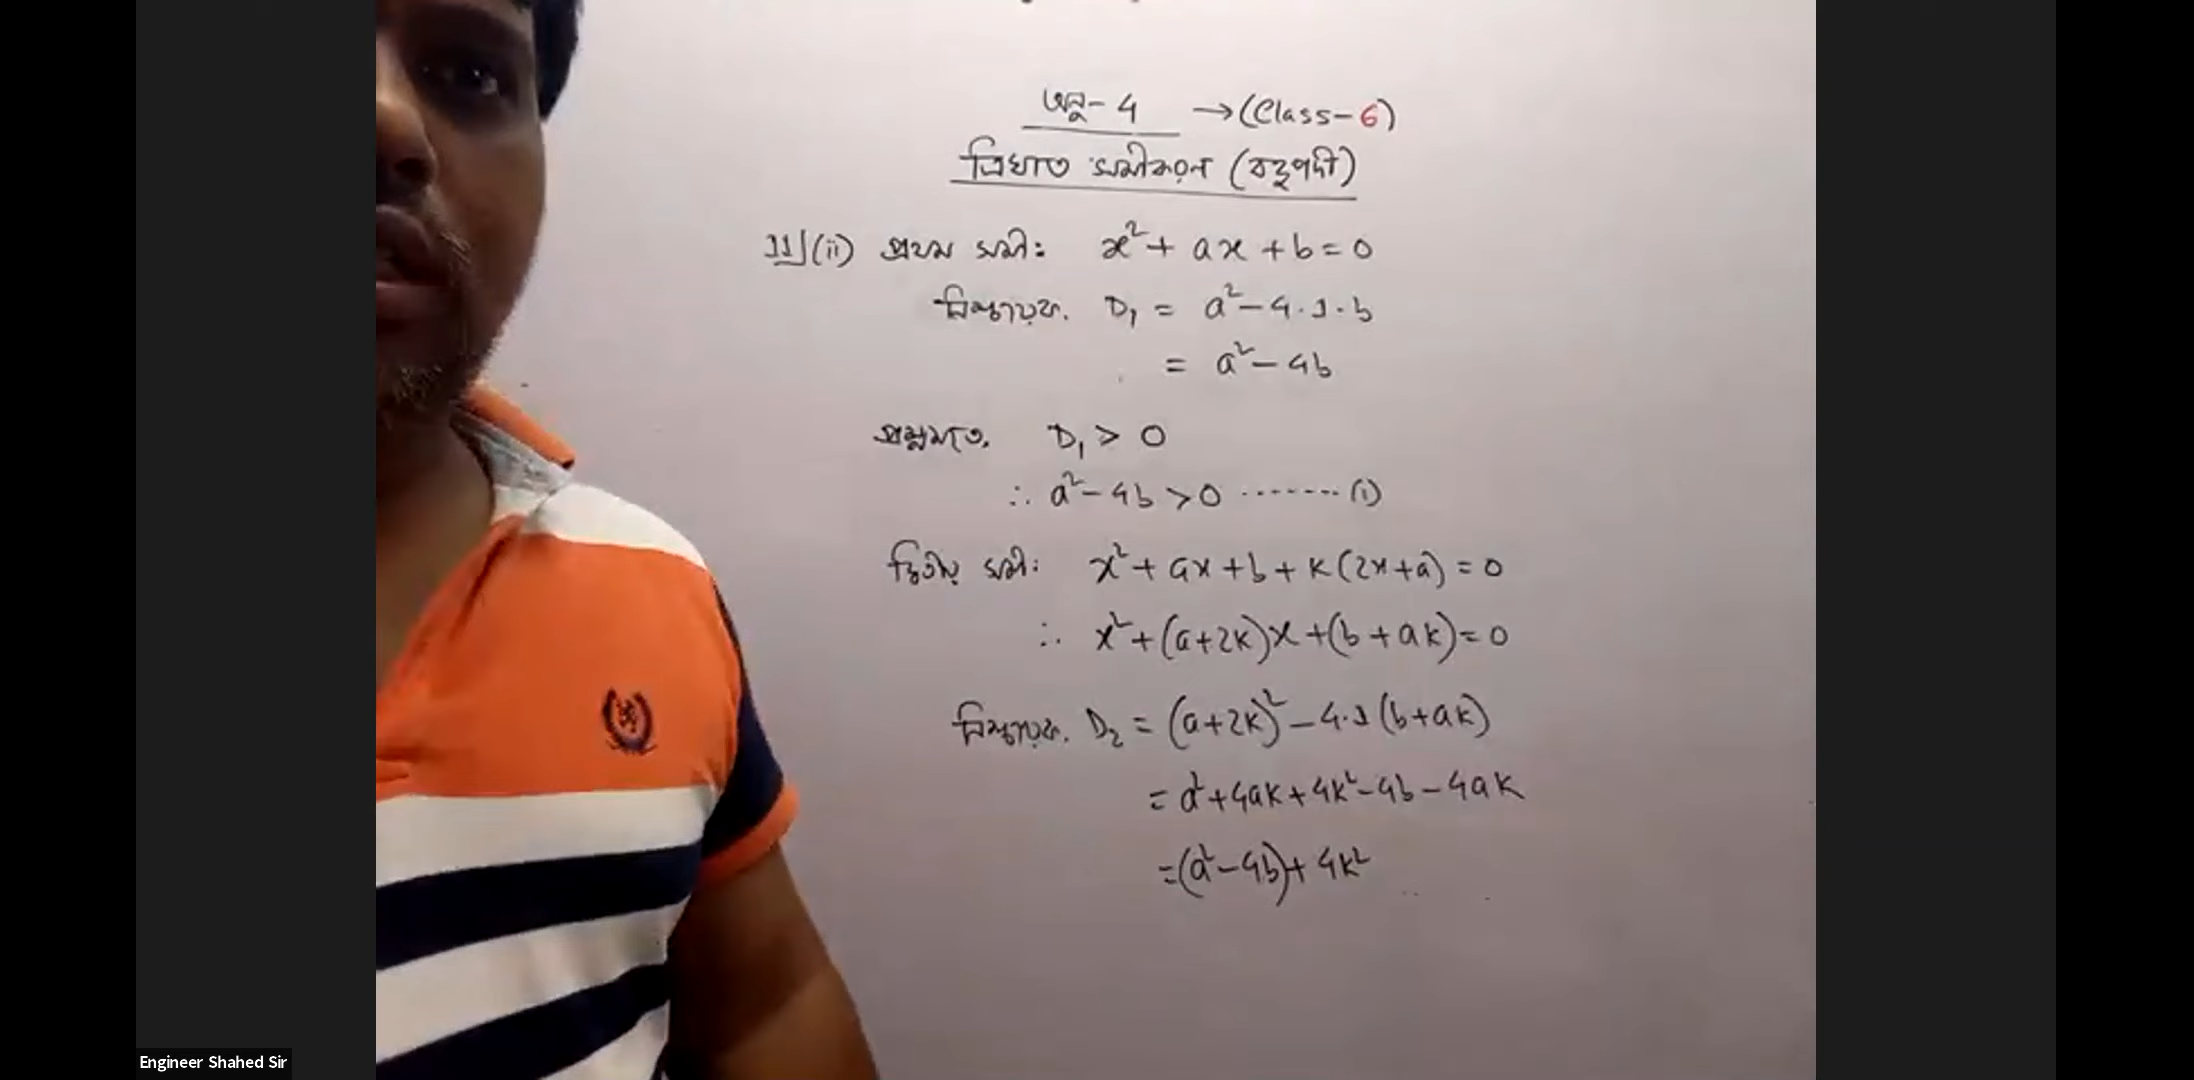 অনু- 4 → (Class-6)
ত্রিঘাত সমীকরণ (বহুপদী)
11|(ii) প্রথম সমী: x² + ax + b = 0
নিশ্চায়ক, D₁ = a² - 4.1.b
= a² - 4b
প্রশ্নমতে, D₁ > 0
∴ a² - 4b > 0 ........ (i)
দ্বিতীয় সমী: x² + ax + b + k(2x+a) = 0
∴ x² + (a+2k)x + (b+ak) = 0
নিশ্চায়ক, D₂ = (a+2k)² - 4.1(b+ak)
= a² + 4ak + 4k² - 4b - 4ak
= (a² - 4b) + 4k²
Engineer Shahed Sir